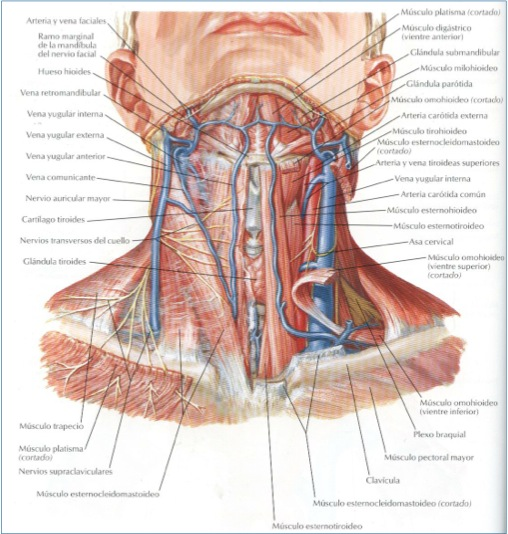 Arteria y vena faciales
Ramo marginal
de la mandíbula
del nervio facial
Hueso hioides
Vena retromandibular
Vena yugular interna
Vena yugular externa
Vena yugular anterior
Vena comunicante
Nervio auricular mayor
Cartílago tiroides
Nervios transversos del cuello
Glándula tiroides
Músculo trapecio
Músculo platisma
(cortado)
Nervios supraclaviculares
Músculo esternocleidomastoideo
Músculo platisma (cortado)
Músculo digástrico
(vientre anterior)
Glándula submandibular
Músculo milohioideo
Glándula parótida
Músculo omohioideo (cortado)
Arteria carótida externa
Músculo tirohioideo
Músculo esternocleidomastoideo
(cortado)
Arteria y vena tiroideas superiores
Vena yugular interna
Arteria carótida común
Músculo esternohioideo
Músculo esternotiroideo
Asa cervical
Músculo omohioideo
(vientre superior)
(cortado)
Músculo omohioideo
(vientre inferior)
Plexo braquial
Músculo pectoral mayor
Clavícula
Músculo esternocleidomastoideo (cortado)
Músculo esternotiroideo